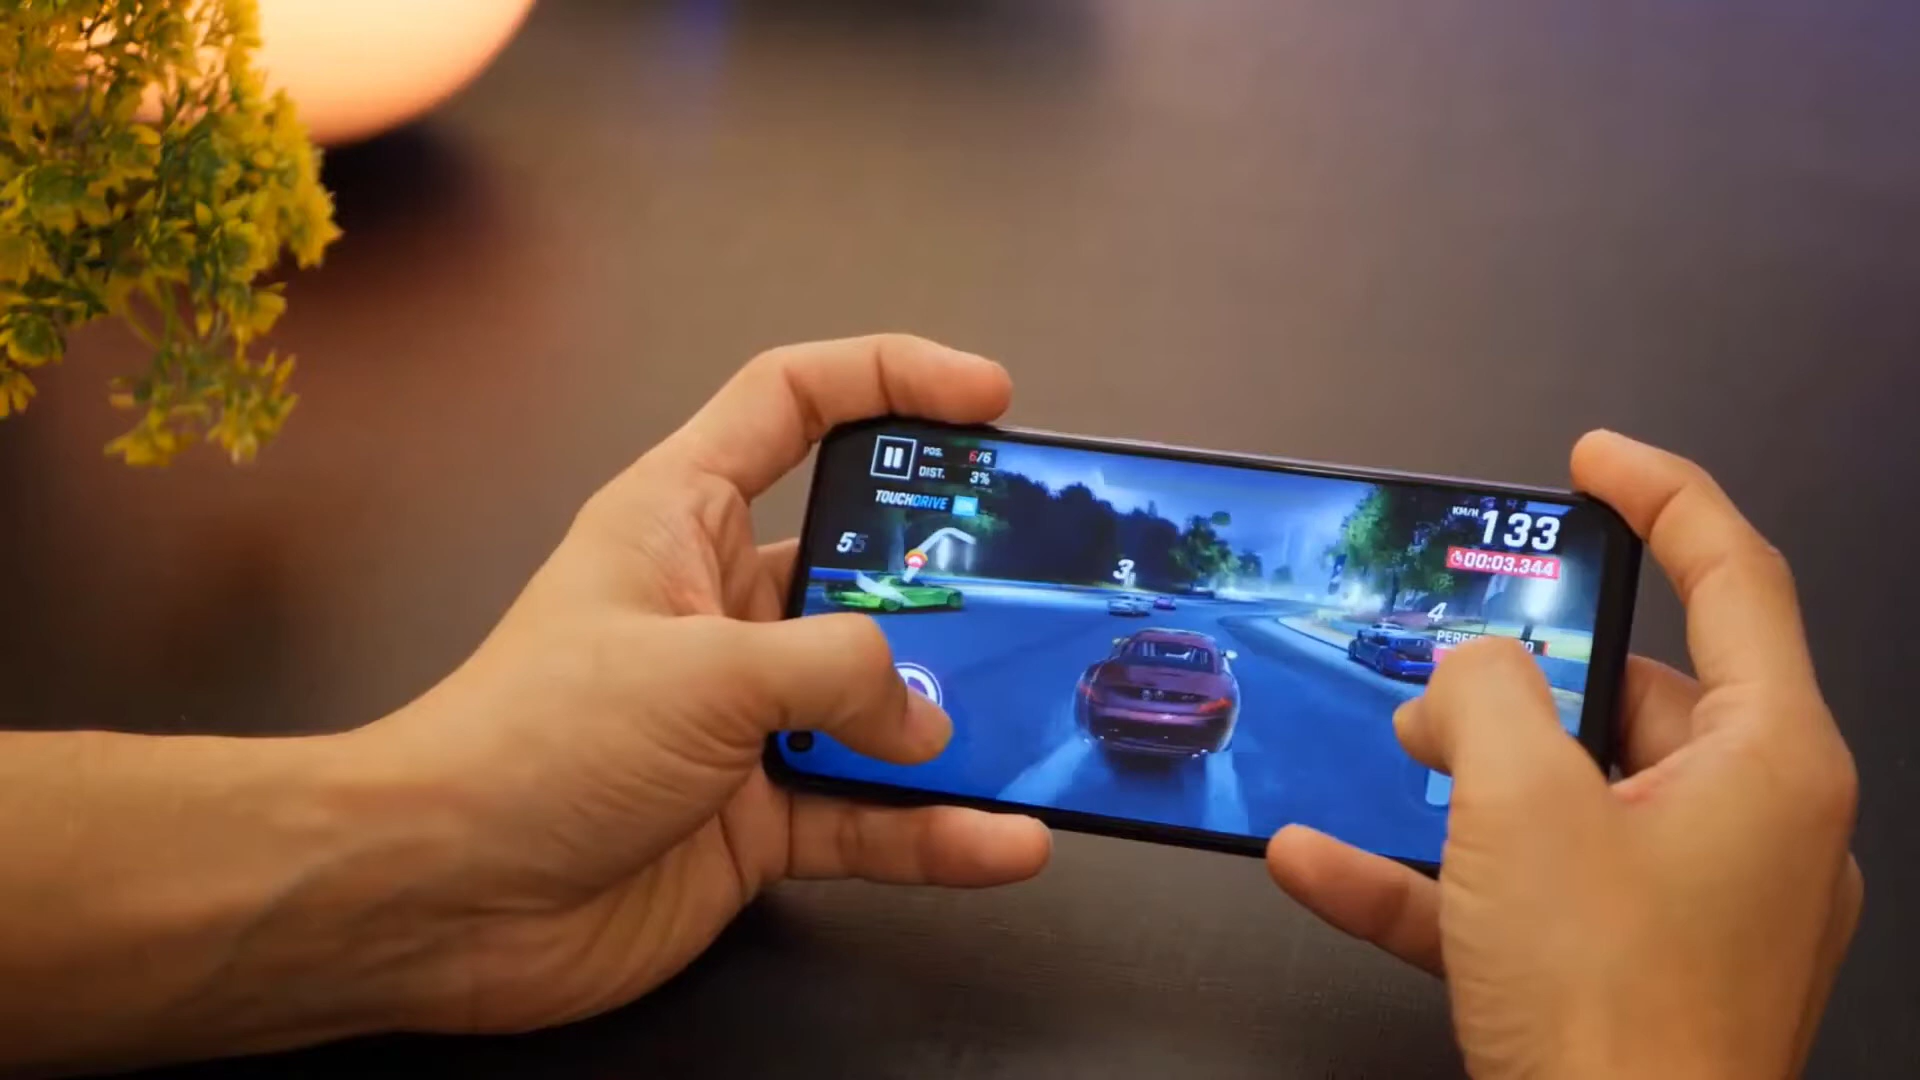 POS. 6/6
DIST. 3%
TOUCHDRIVE
KM/H 133
00:03.344
5
3
4